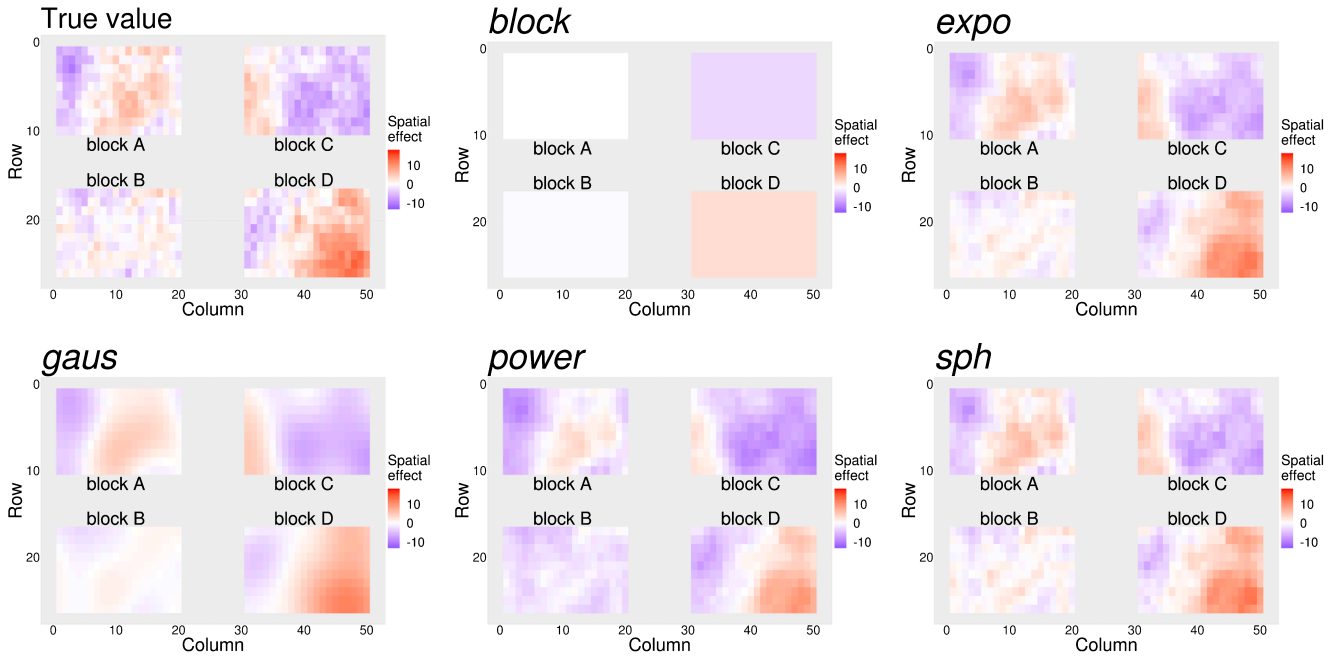 True value
0
10
20
Row
block A
block C
block B
block D
0 10 20 30 40 50
Column
Spatial
effect
10
0
-10
block
0
10
20
Row
block A
block C
block B
block D
0 10 20 30 40 50
Column
Spatial
effect
10
0
-10
expo
0
10
20
Row
block A
block C
block B
block D
0 10 20 30 40 50
Column
Spatial
effect
10
0
-10
gaus
0
10
20
Row
block A
block C
block B
block D
0 10 20 30 40 50
Column
Spatial
effect
10
0
-10
power
0
10
20
Row
block A
block C
block B
block D
0 10 20 30 40 50
Column
Spatial
effect
10
0
-10
sph
0
10
20
Row
block A
block C
block B
block D
0 10 20 30 40 50
Column
Spatial
effect
10
0
-10